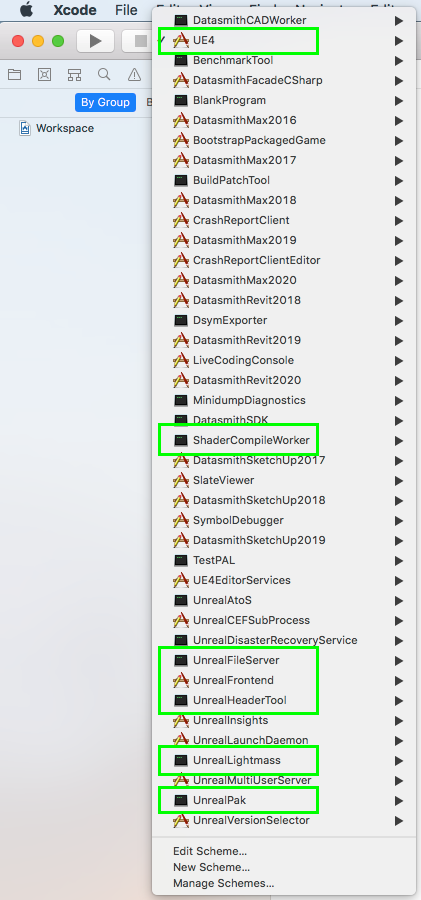 Xcode File
DatasmithCADWorker
UE4
BenchmarkTool
DatasmithFacadeCSharp
By Group
BlankProgram
DatasmithMax2016
Workspace
BootstrapPackagedGame
DatasmithMax2017
BuildPatchTool
DatasmithMax2018
CrashReportClient
DatasmithMax2019
CrashReportClientEditor
DatasmithMax2020
DatasmithRevit2018
DsymExporter
DatasmithRevit2019
LiveCodingConsole
DatasmithRevit2020
MinidumpDiagnostics
DatasmithSDK
ShaderCompileWorker
DatasmithSketchUp2017
SlateViewer
DatasmithSketchUp2018
SymbolDebugger
DatasmithSketchUp2019
TestPAL
UE4EditorServices
UnrealAtoS
UnrealCEFSubProcess
UnrealDisasterRecoveryService
UnrealFileServer
UnrealFrontend
UnrealHeaderTool
UnrealInsights
UnrealLaunchDaemon
UnrealLightmass
UnrealMultiUserServer
UnrealPak
UnrealVersionSelector
Edit Scheme...
New Scheme...
Manage Schemes...